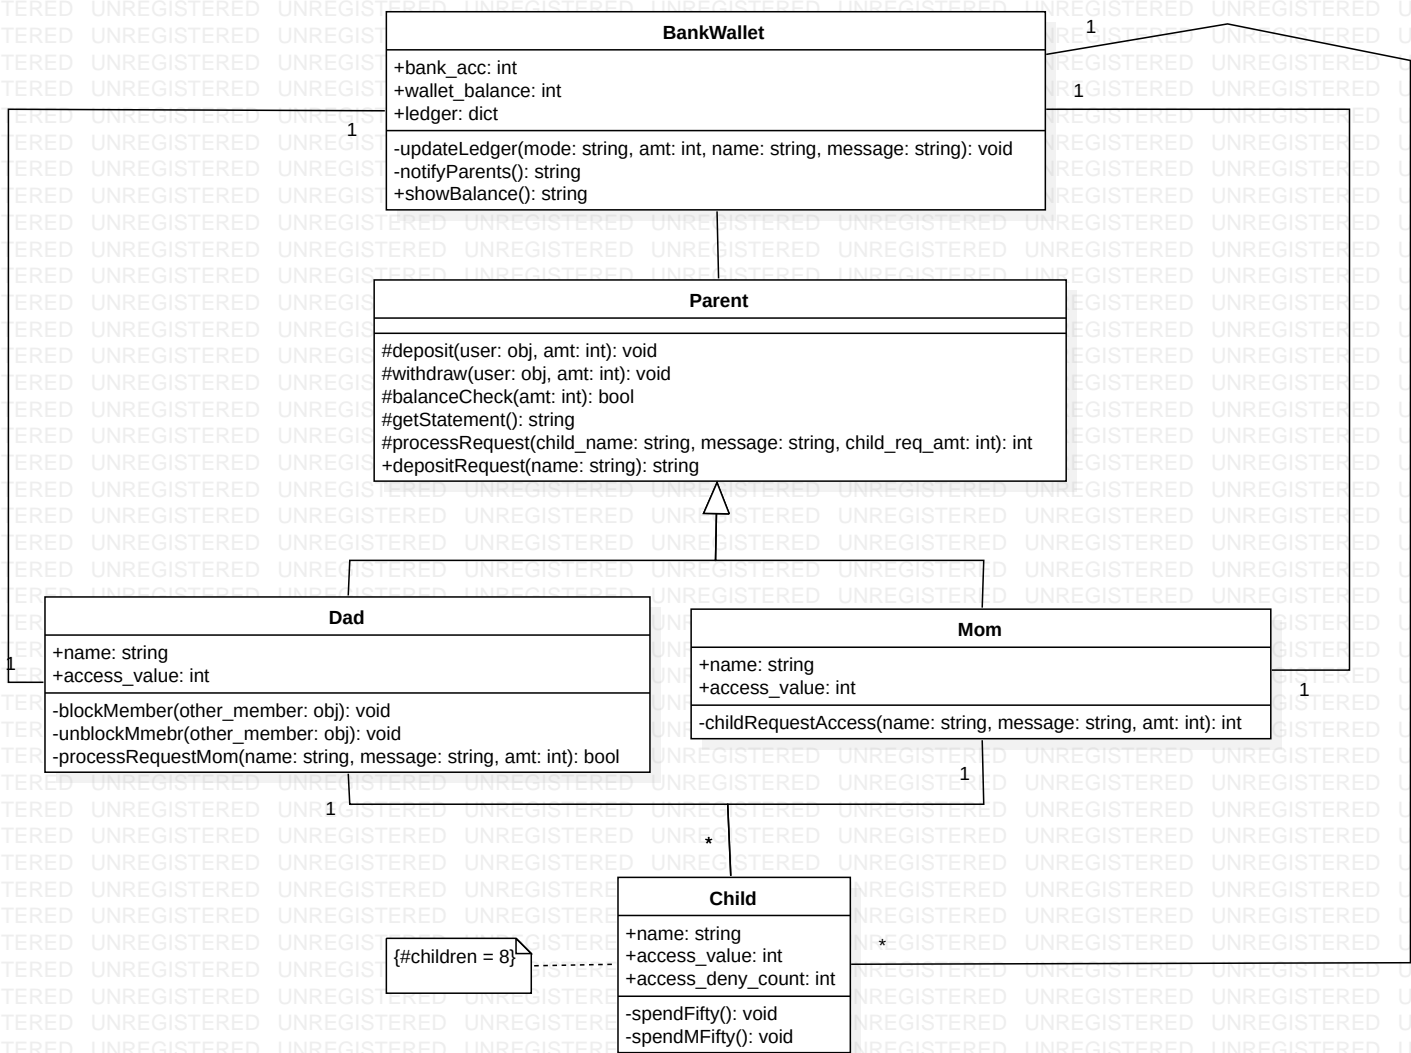 BankWallet
+bank_acc: int
+wallet_balance: int
+ledger: dict
-updateLedger(mode: string, amt: int, name: string, message: string): void
-notifyParents(): string
+showBalance(): string
1
1
1
Parent
#deposit(user: obj, amt: int): void
#withdraw(user: obj, amt: int): void
#balanceCheck(amt: int): bool
#getStatement(): string
#processRequest(child_name: string, message: string, child_req_amt: int): int
+depositRequest(name: string): string
Dad
+name: string
+access_value: int
-blockMember(other_member: obj): void
-unblockMmebr(other_member: obj): void
-processRequestMom(name: string, message: string, amt: int): bool
1
Mom
+name: string
+access_value: int
-childRequestAccess(name: string, message: string, amt: int): int
1
1
1
*
Child
+name: string
+access_value: int
+access_deny_count: int
-spendFifty(): void
-spendMFifty(): void
*
{#children = 8}
UNREGISTERED